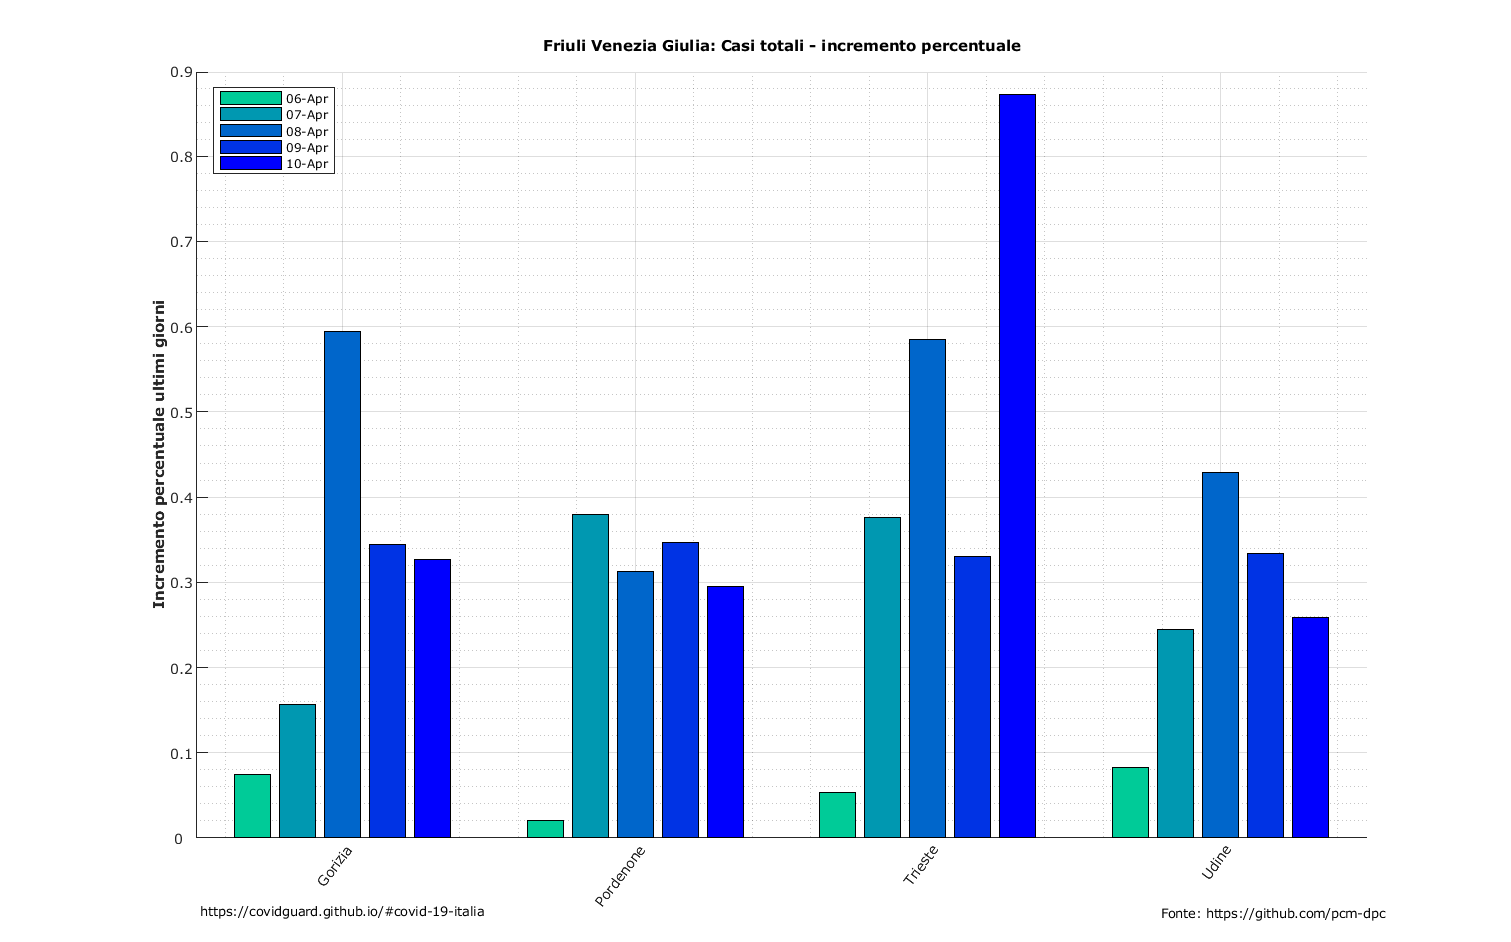 Friuli Venezia Giulia: Casi totali - incremento percentuale
0.9
0.8
0.7
0.6
0.5
0.4
0.3
0.2
0.1
0
06-Apr
07-Apr
08-Apr
09-Apr
10-Apr
Incremento percentuale ultimi giorni
Gorizia
Pordenone
Trieste
Udine
https://covidguard.github.io/#covid-19-italia
Fonte: https://github.com/pcm-dpc